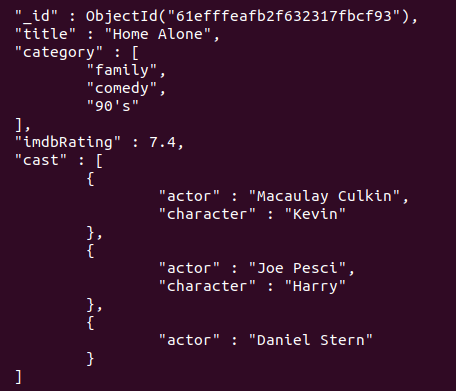 "_id" : ObjectId("61efffeafb2f632317fbcf93"),
"title" : "Home Alone",
"category" : [
"family",
"comedy",
"90's"
],
"imdbRating" : 7.4,
"cast" : [
{
"actor" : "Macaulay Culkin",
"character" : "Kevin"
},
{
"actor" : "Joe Pesci",
"character" : "Harry"
},
{
"actor" : "Daniel Stern"
}
]